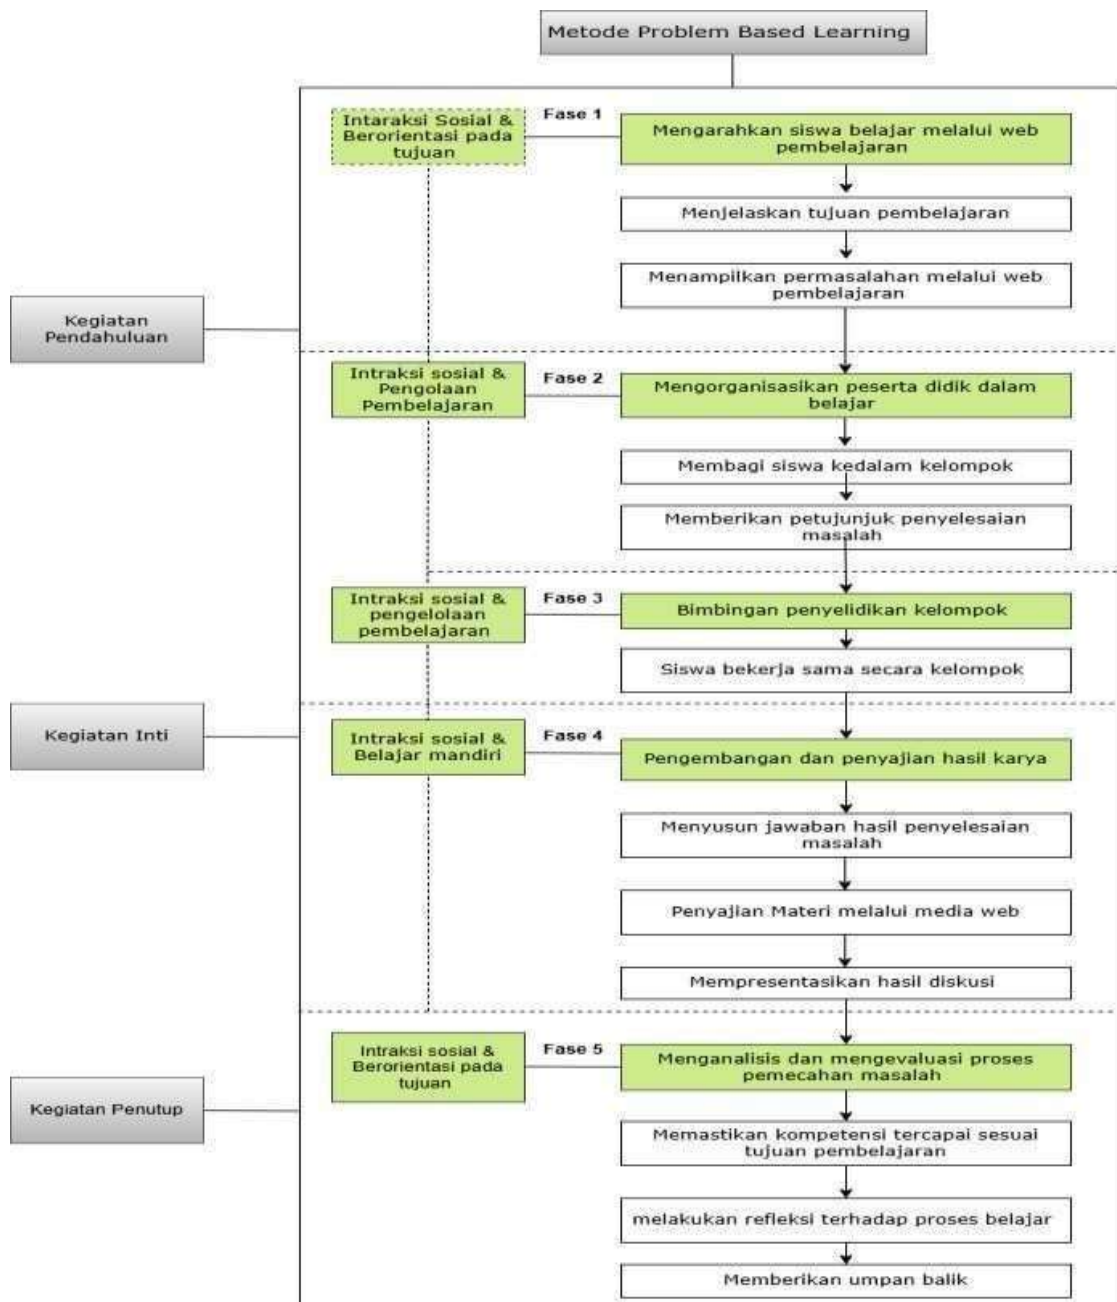 Metode Problem Based Learning
Intaraksi Sosial &
Berorientasi pada
tujuan
Fase 1
Mengarahkan siswa belajar melalui web
pembelajaran
Menjelaskan tujuan pembelajaran
Menampilkan permasalahan melalui web
pembelajaran
Kegiatan
Pendahuluan
Intraksi sosial &
Pengolaan
Pembelajaran
Fase 2
Mengorganisasikan peserta didik dalam
belajar
Membagi siswa kedalam kelompok
Memberikan petujunjuk penyelesaian
masalah
Intraksi sosial &
pengelolaan
pembelajaran
Fase 3
Bimbingan penyelidikan kelompok
Siswa bekerja sama secara kelompok
Kegiatan Inti
Intraksi sosial &
Belajar mandiri
Fase 4
Pengembangan dan penyajian hasil karya
Menyusun jawaban hasil penyelesaian
masalah
Penyajian Materi melalui media web
Mempresentasikan hasil diskusi
Intraksi sosial &
Berorientasi pada
tujuan
Fase 5
Menganalisis dan mengevaluasi proses
pemecahan masalah
Kegiatan Penutup
Memastikan kompetensi tercapai sesuai
tujuan pembelajaran
melakukan refleksi terhadap proses belajar
Memberikan umpan balik